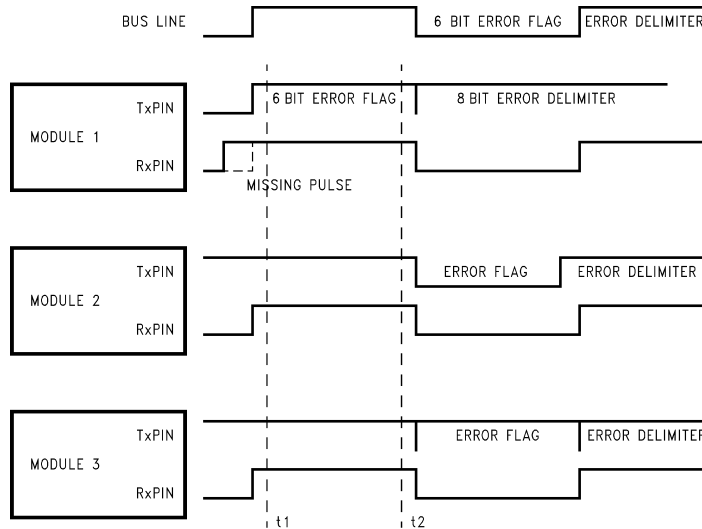 BUS LINE 6 BIT ERROR FLAG ERROR DELIMITER
TxPIN 6 BIT ERROR FLAG 8 BIT ERROR DELIMITER
MODULE 1
RxPIN
MISSING PULSE
TxPIN ERROR FLAG ERROR DELIMITER
MODULE 2
RxPIN
TxPIN ERROR FLAG ERROR DELIMITER
MODULE 3
RxPIN
t1 t2